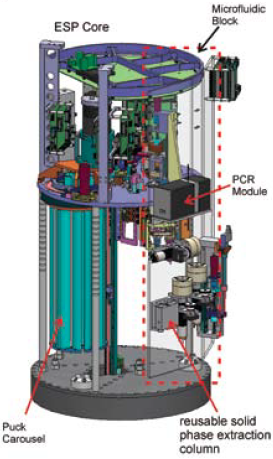 Microfluidic
Block
ESP Core
PCR
Module
Puck
Carousel
reusable solid
phase extraction
column